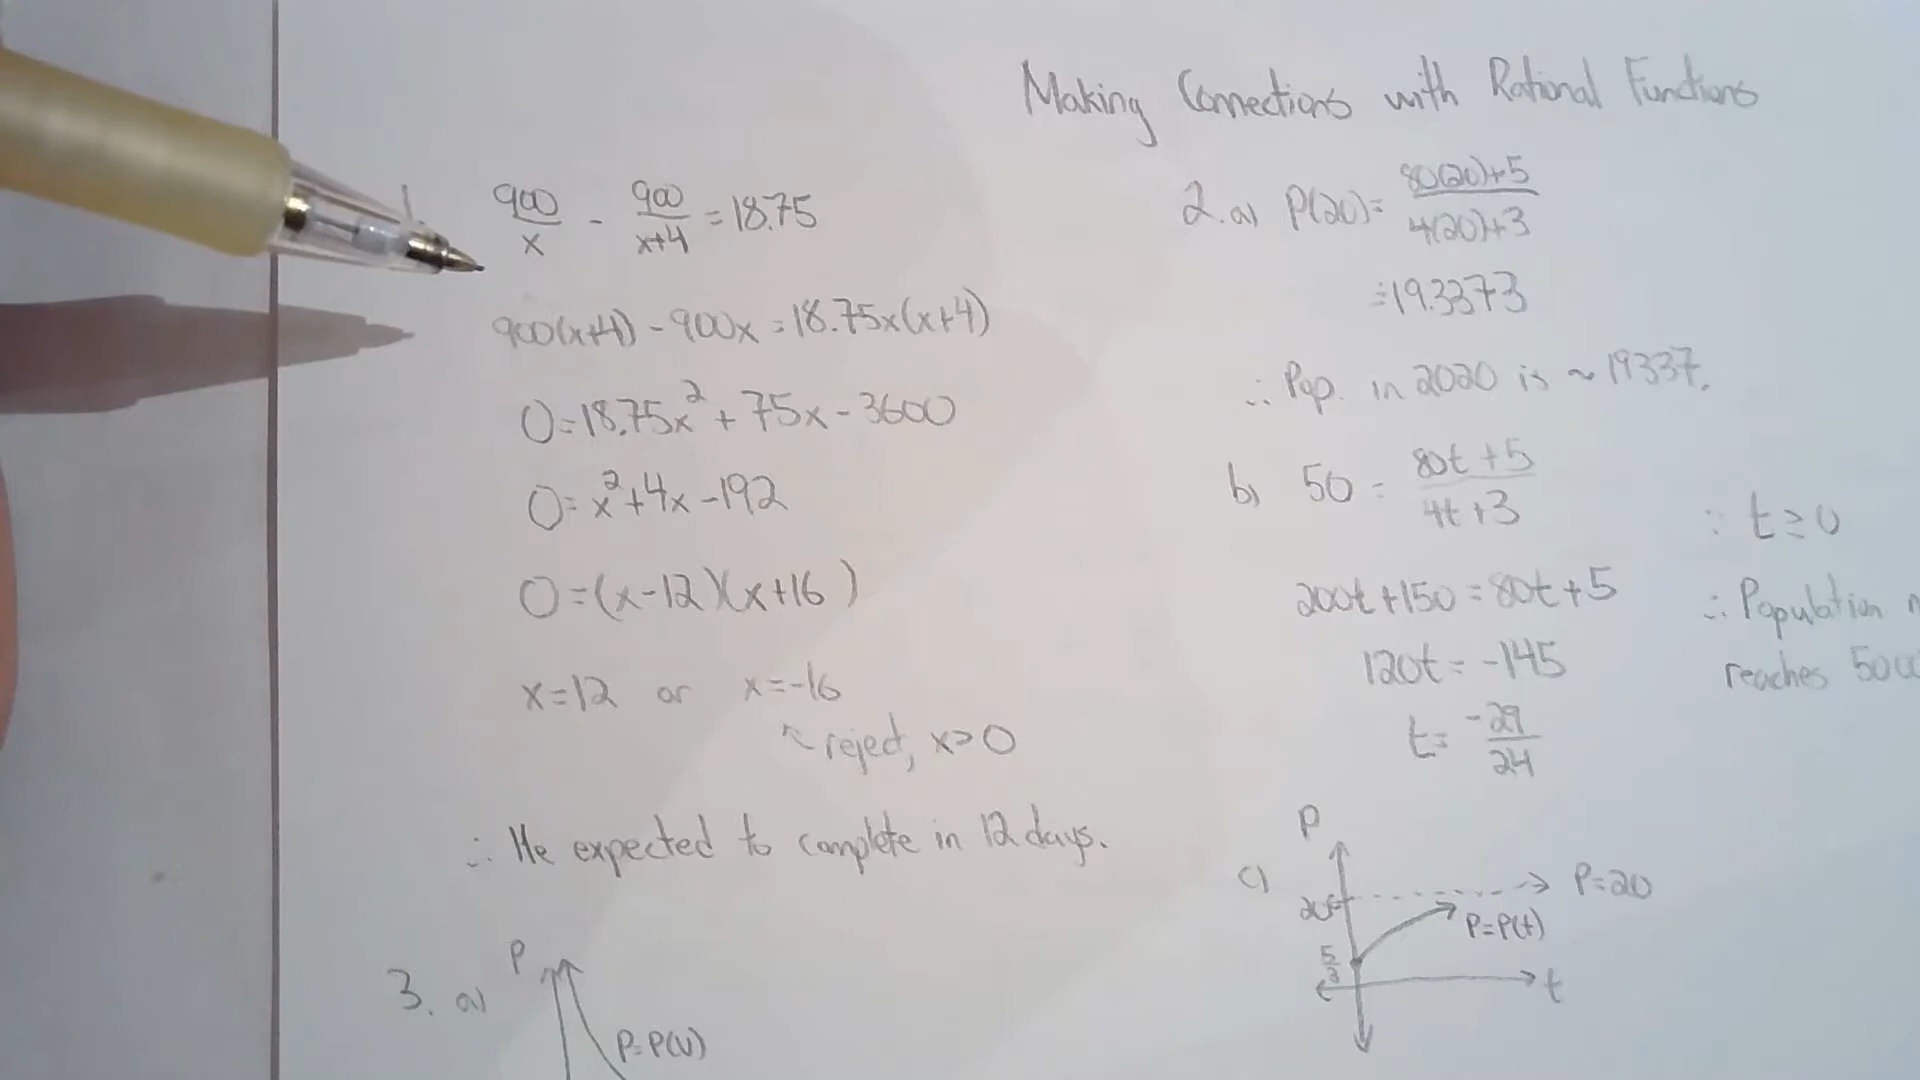 Making Connections with Rational Functions
1.
900/x - 900/(x+4) = 18.75
900(x+4) - 900x = 18.75x(x+4)
0 = 18.75x² + 75x - 3600
0 = x² + 4x - 192
0 = (x-12)(x+16)
x = 12 or x = -16
↖ reject, x > 0
∴ He expected to complete in 12 days.
3. a)
P
P = P(V)
2. a) P(20) = (80(20)+5)/(4(20)+3)
= 19.3373
∴ Pop. in 2020 is ~ 19337.
b) 50 = (80t + 5)/(4t + 3)
200t + 150 = 80t + 5
120t = -145
t = -29/24
∵ t ≥ 0
∴ Population
reaches
c)
P
20
P = 20
P = P(t)
5/3
t